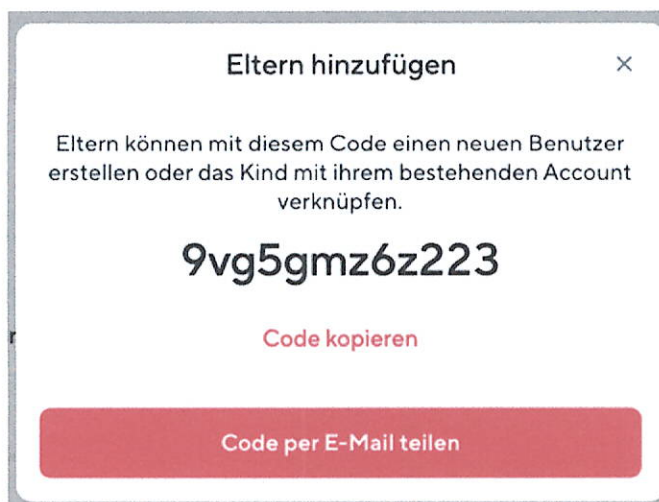 Eltern hinzufügen
Eltern können mit diesem Code einen neuen Benutzer
erstellen oder das Kind mit ihrem bestehenden Account
verknüpfen.
9vg5gmz6z223
Code kopieren
Code per E-Mail teilen